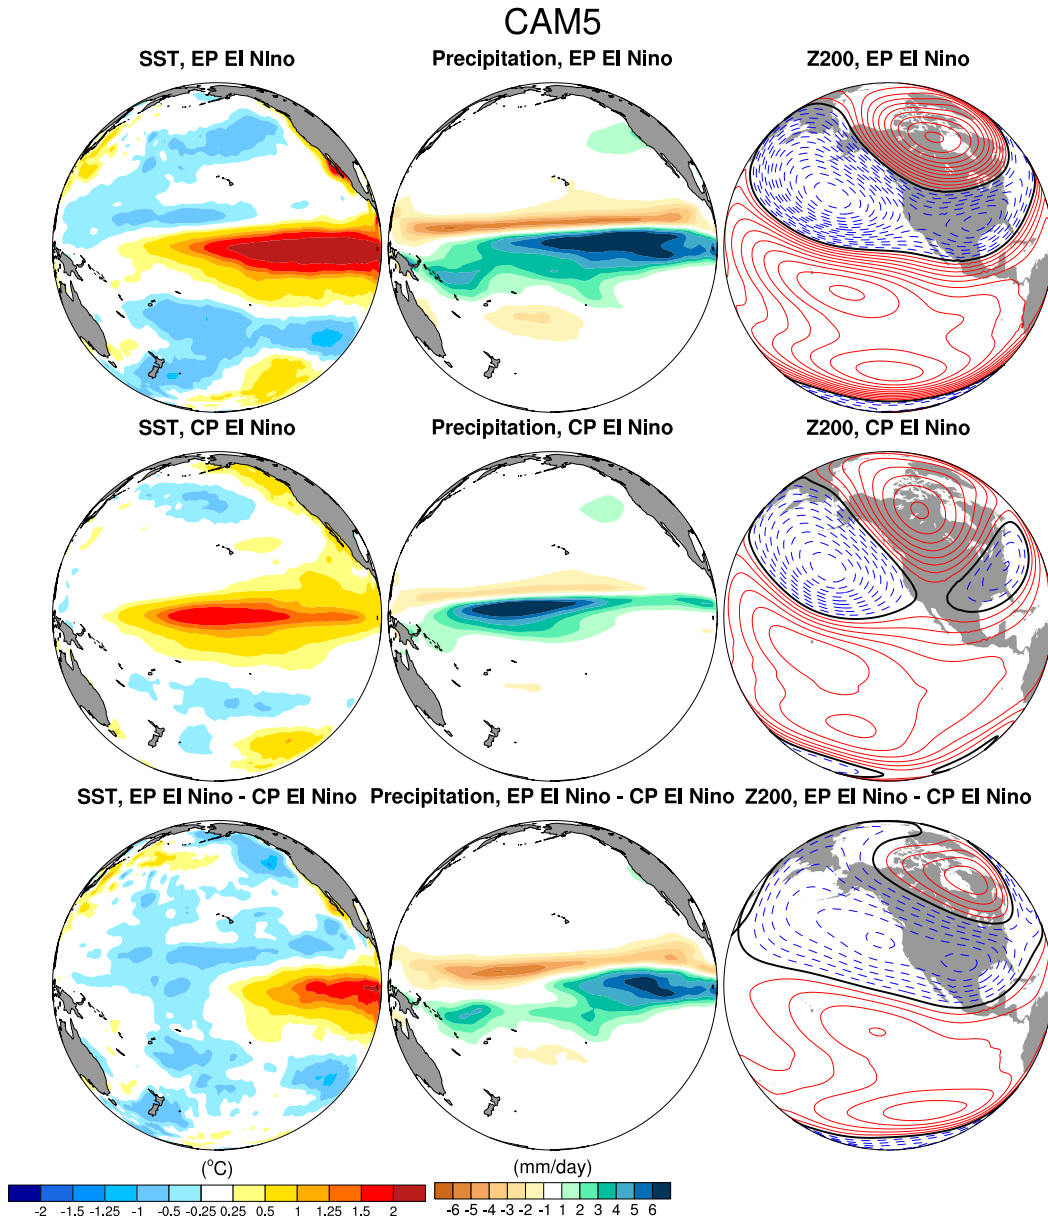 CAM5
SST, EP El NIno
Precipitation, EP El Nino
Z200, EP El Nino
SST, CP El Nino
Precipitation, CP El Nino
Z200, CP El Nino
SST, EP El Nino - CP El Nino
Precipitation, EP El Nino - CP El Nino
Z200, EP El Nino - CP El Nino
(°C)
(mm/day)
-2 -1.5 -1.25 -1 -0.5 -0.25 0.25 0.5 1 1.25 1.5 2
-6 -5 -4 -3 -2 -1 1 2 3 4 5 6